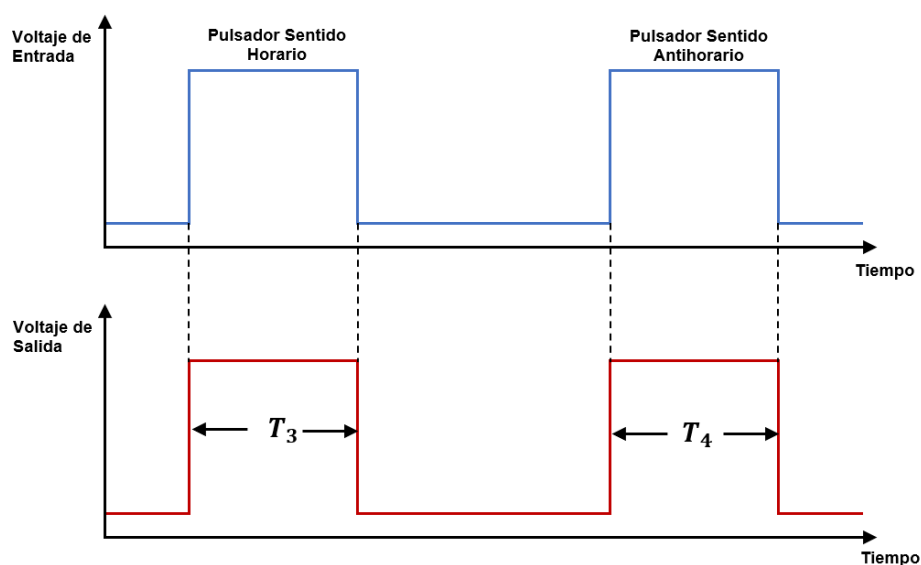 Voltaje de
Entrada
Pulsador Sentido
Horario
Pulsador Sentido
Antihorario
Tiempo
Voltaje de
Salida
T₃
T₄
Tiempo